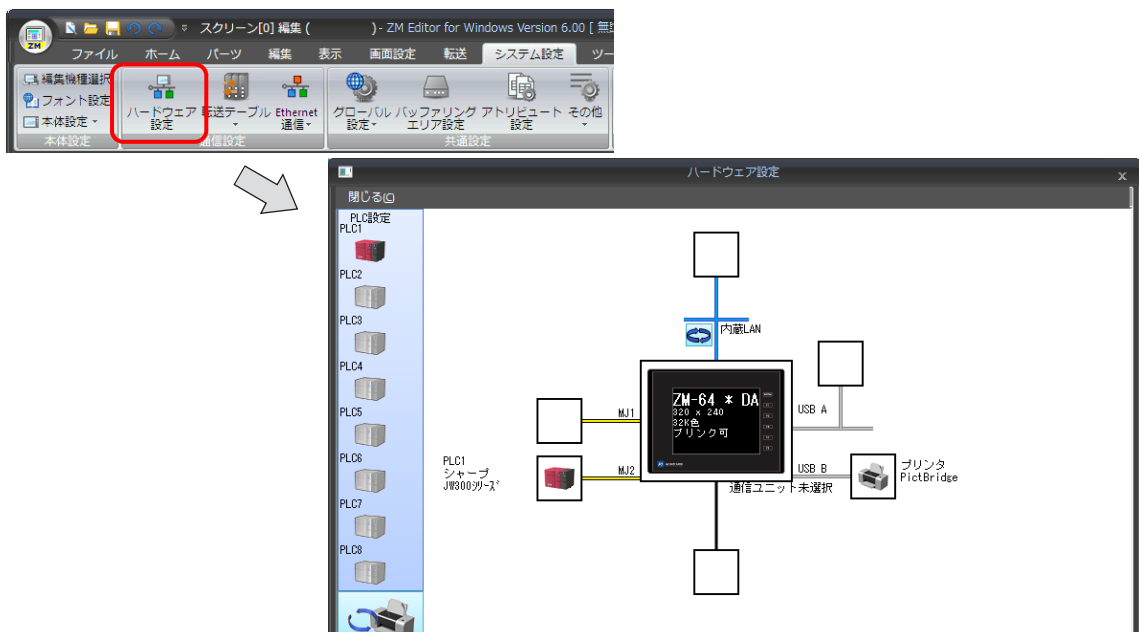 スクリーン[0] 編集 ( )- ZM Editor for Windows Version 6.00 [
ZM
ファイル ホーム パーツ 編集 表示 画面設定 転送 システム設定 ツー
編集機種選択
フォント設定
本体設定
ハードウェア
設定
転送テーブル
Ethernet
通信
グローバル
設定
バッファリング
エリア設定
アトリビュート
設定
その他
本体設定 通信設定 共通設定
ハードウェア設定
x
閉じる(C)
PLC設定
PLC1
PLC2
PLC3
PLC4
PLC5
PLC6
PLC7
PLC8
内蔵LAN
ZM-64 * DA
320 × 240
32K色
ブリンク可
MJ1
USB A
PLC1
シャープ
JW300シリーズ
MJ2
USB B
通信ユニット未選択
プリンタ
PictBridge